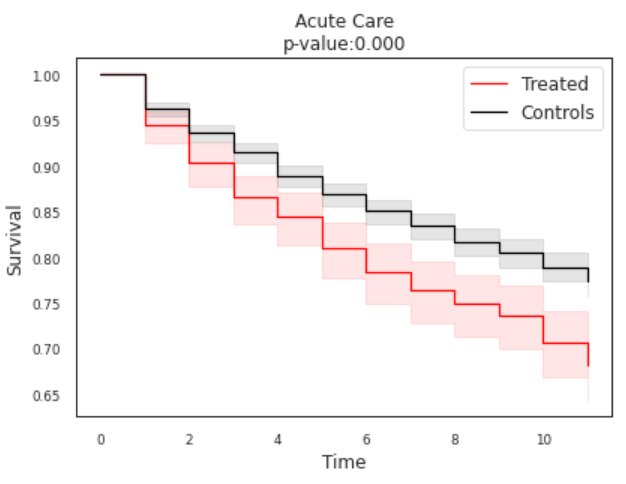 Acute Care
p-value:0.000
Treated
Controls
1.00
0.95
0.90
0.85
0.80
0.75
0.70
0.65
Survival
0 2 4 6 8 10
Time